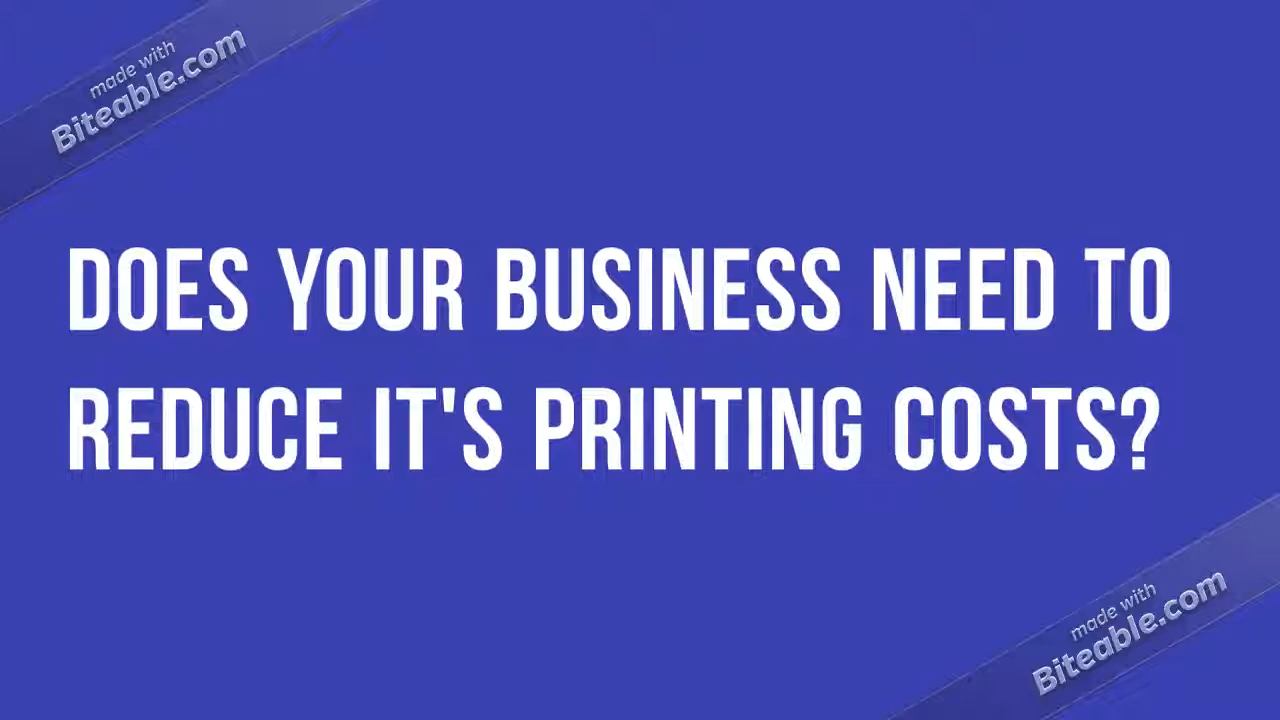 made with
Biteable.com
DOES YOUR BUSINESS NEED TO
REDUCE IT'S PRINTING COSTS?
made with
Biteable.com